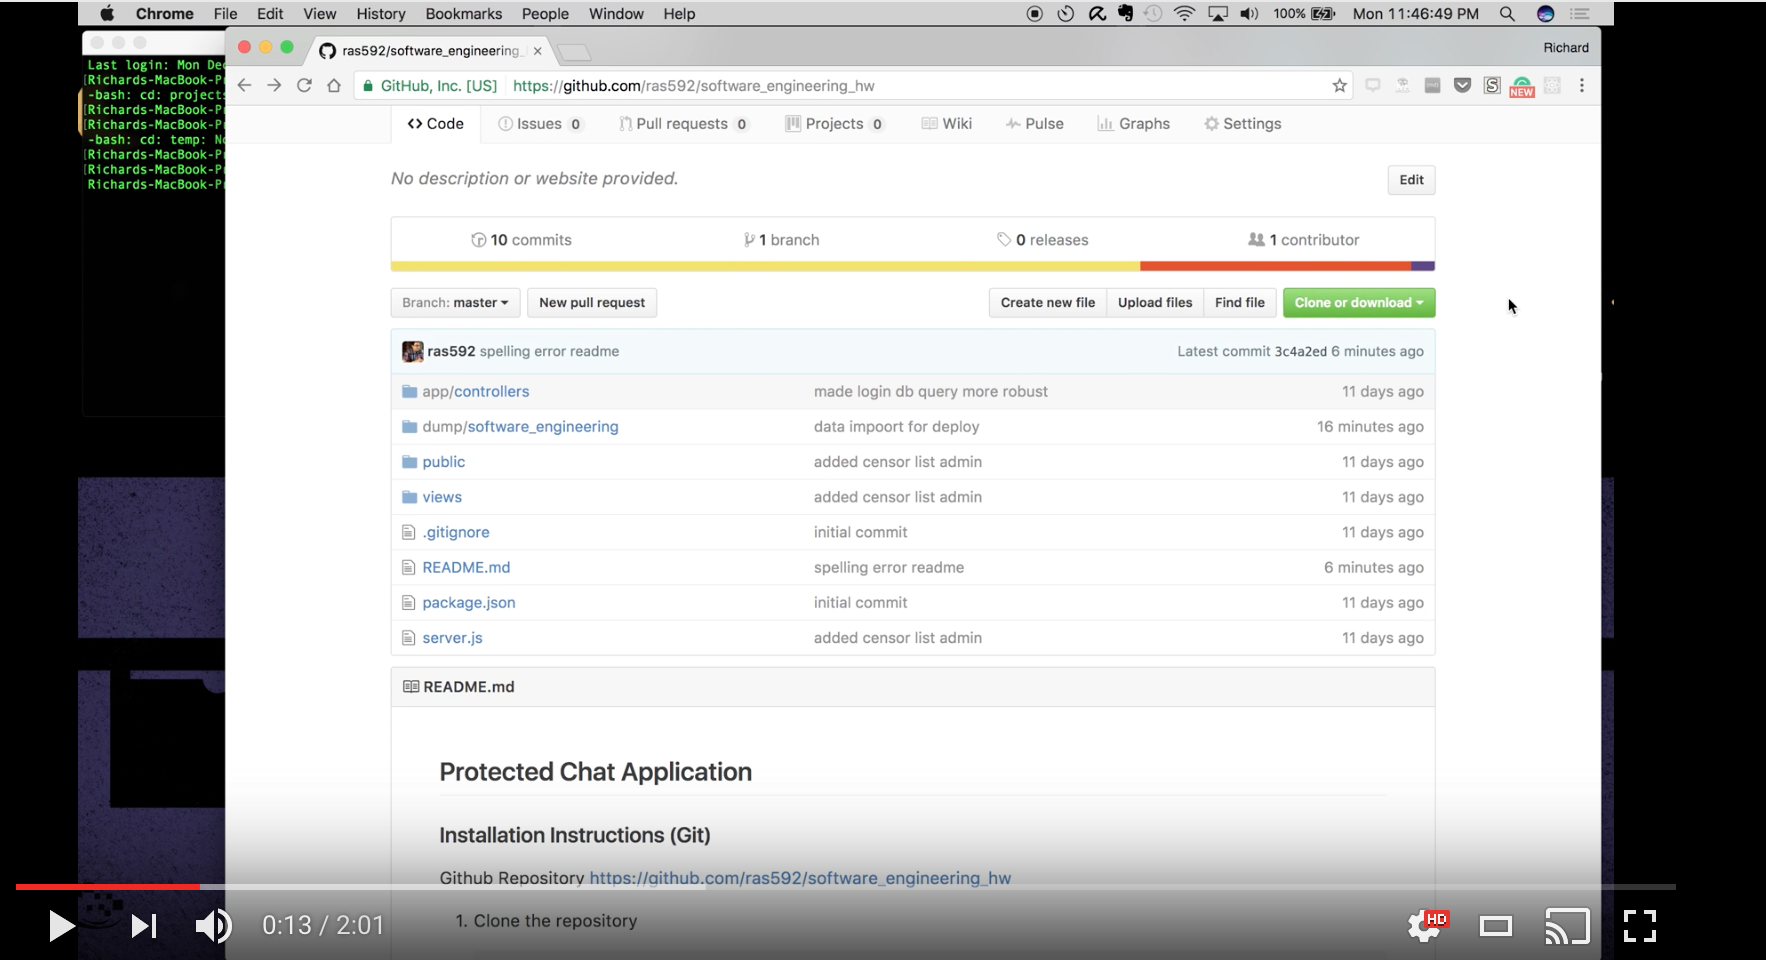 Chrome File Edit View History Bookmarks People Window Help 100% Mon 11:46:49 PM
Last login: Mon De
[Richards-MacBook-P
-bash: cd: projects
[Richards-MacBook-P
[Richards-MacBook-P
-bash: cd: temp: No
[Richards-MacBook-P
[Richards-MacBook-P
Richards-MacBook-P
ras592/software_engineering_ Richard
GitHub, Inc. [US] https://github.com/ras592/software_engineering_hw
NEW
Code Issues 0 Pull requests 0 Projects 0 Wiki Pulse Graphs Settings
No description or website provided. Edit
10 commits 1 branch 0 releases 1 contributor
Branch: master New pull request Create new file Upload files Find file Clone or download
ras592 spelling error readme Latest commit 3c4a2ed 6 minutes ago
app/controllers made login db query more robust 11 days ago
dump/software_engineering data impoort for deploy 16 minutes ago
public added censor list admin 11 days ago
views added censor list admin 11 days ago
.gitignore initial commit 11 days ago
README.md spelling error readme 6 minutes ago
package.json initial commit 11 days ago
server.js added censor list admin 11 days ago
README.md
Protected Chat Application
Installation Instructions (Git)
Github Repository https://github.com/ras592/software_engineering_hw
1. Clone the repository
0:13 / 2:01 HD